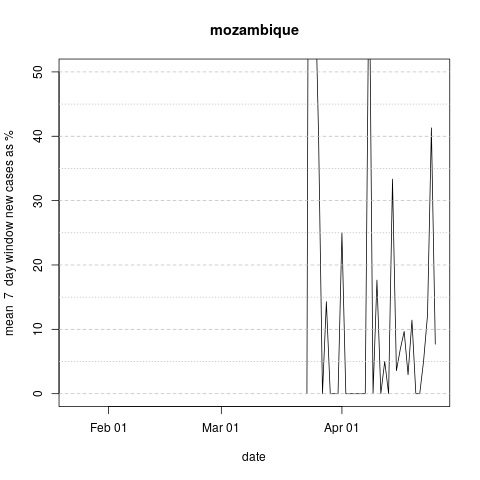 mozambique
mean  7  day window new cases as %
50
40
30
20
10
0
Feb 01
Mar 01
Apr 01
date